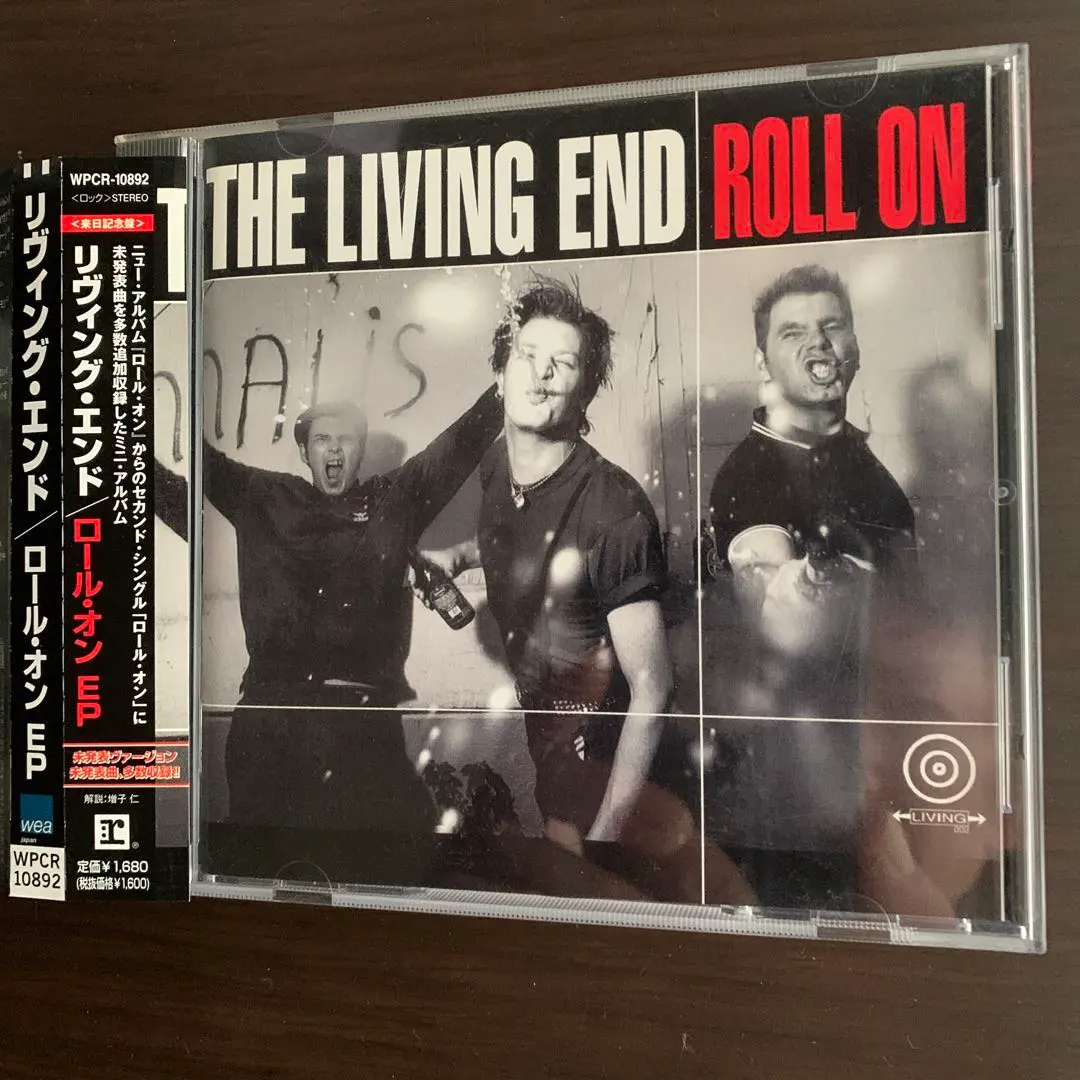 THE LIVING END
ROLL ON
リヴィング・エンド/ロール・オン EP
wea
japan
WPCR
10892
WPCR-10892
<ロック>STEREO
<来日記念盤>
ニュー・アルバム「ロール・オン」からのセカンド・シングル「ロール・オン」に
未発表曲を多数追加収録したミニ・アルバム
リヴィング・エンド/ロール・オン EP
未発表ヴァージョン
未発表曲、多数収録!!
解説:増子 仁
r
®
定価¥1,680
(税抜価格¥1,600)
LIVING
002